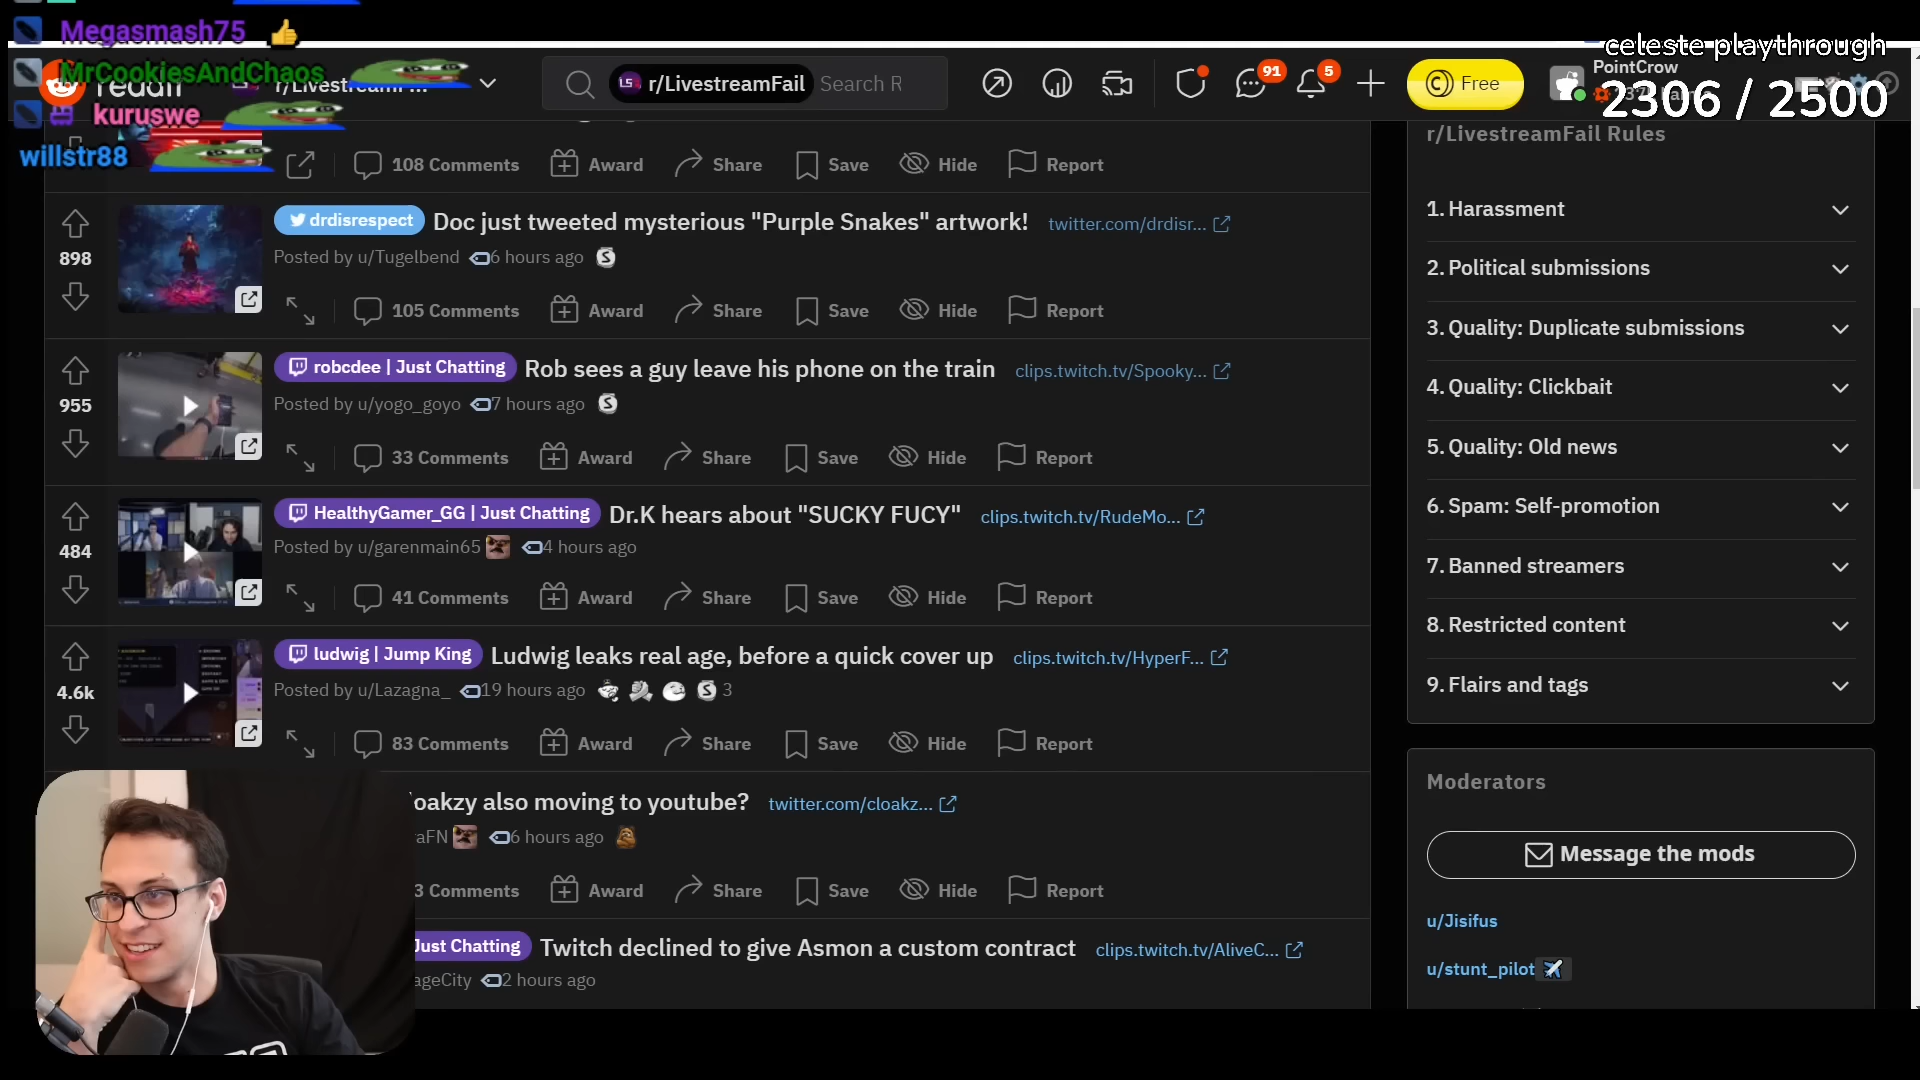 Megasmash75
MrCookiesAndChaos
kuruswe
willstr88
reddit
r/LivestreamF...
r/LivestreamFail
Search R
91
5
Free
celeste playthrough
PointCrow
2306 / 2500
108 Comments Award Share Save Hide Report
898
drdisrespect Doc just tweeted mysterious "Purple Snakes" artwork! twitter.com/drdisr...
Posted by u/Tugelbend 6 hours ago
105 Comments Award Share Save Hide Report
955
robcdee | Just Chatting Rob sees a guy leave his phone on the train clips.twitch.tv/Spooky...
Posted by u/yogo_goyo 7 hours ago
33 Comments Award Share Save Hide Report
484
HealthyGamer_GG | Just Chatting Dr.K hears about "SUCKY FUCY" clips.twitch.tv/RudeMo...
Posted by u/garenmain65 4 hours ago
41 Comments Award Share Save Hide Report
4.6k
ludwig | Jump King Ludwig leaks real age, before a quick cover up clips.twitch.tv/HyperF...
Posted by u/Lazagna_ 19 hours ago 3
83 Comments Award Share Save Hide Report
loakzy also moving to youtube? twitter.com/cloakz...
aFN 6 hours ago
3 Comments Award Share Save Hide Report
Just Chatting Twitch declined to give Asmon a custom contract clips.twitch.tv/AliveC...
ageCity 2 hours ago
r/LivestreamFail Rules
1. Harassment
2. Political submissions
3. Quality: Duplicate submissions
4. Quality: Clickbait
5. Quality: Old news
6. Spam: Self-promotion
7. Banned streamers
8. Restricted content
9. Flairs and tags
Moderators
Message the mods
u/Jisifus
u/stunt_pilot